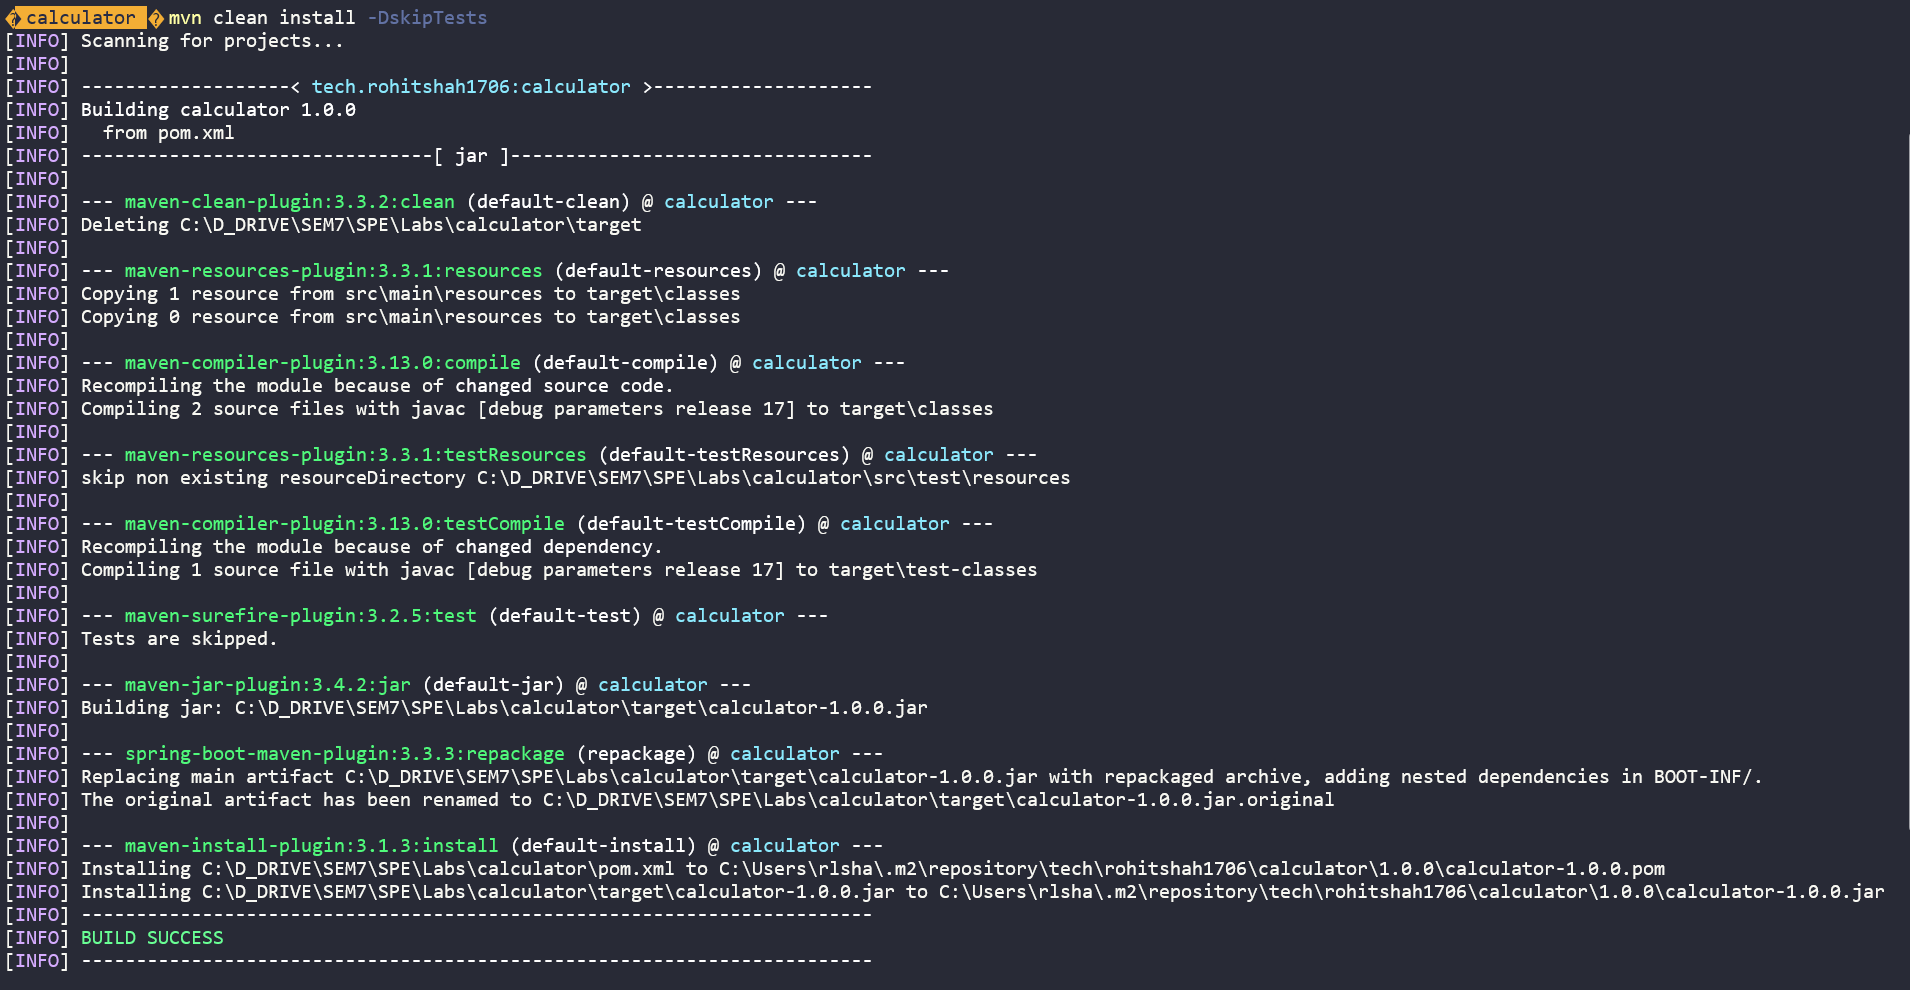 calculator mvn clean install -DskipTests
[INFO] Scanning for projects...
[INFO]
[INFO] -------------------< tech.rohitshah1706:calculator >--------------------
[INFO] Building calculator 1.0.0
[INFO]   from pom.xml
[INFO] --------------------------------[ jar ]---------------------------------
[INFO]
[INFO] --- maven-clean-plugin:3.3.2:clean (default-clean) @ calculator ---
[INFO] Deleting C:\D_DRIVE\SEM7\SPE\Labs\calculator\target
[INFO]
[INFO] --- maven-resources-plugin:3.3.1:resources (default-resources) @ calculator ---
[INFO] Copying 1 resource from src\main\resources to target\classes
[INFO] Copying 0 resource from src\main\resources to target\classes
[INFO]
[INFO] --- maven-compiler-plugin:3.13.0:compile (default-compile) @ calculator ---
[INFO] Recompiling the module because of changed source code.
[INFO] Compiling 2 source files with javac [debug parameters release 17] to target\classes
[INFO]
[INFO] --- maven-resources-plugin:3.3.1:testResources (default-testResources) @ calculator ---
[INFO] skip non existing resourceDirectory C:\D_DRIVE\SEM7\SPE\Labs\calculator\src\test\resources
[INFO]
[INFO] --- maven-compiler-plugin:3.13.0:testCompile (default-testCompile) @ calculator ---
[INFO] Recompiling the module because of changed dependency.
[INFO] Compiling 1 source file with javac [debug parameters release 17] to target\test-classes
[INFO]
[INFO] --- maven-surefire-plugin:3.2.5:test (default-test) @ calculator ---
[INFO] Tests are skipped.
[INFO]
[INFO] --- maven-jar-plugin:3.4.2:jar (default-jar) @ calculator ---
[INFO] Building jar: C:\D_DRIVE\SEM7\SPE\Labs\calculator\target\calculator-1.0.0.jar
[INFO]
[INFO] --- spring-boot-maven-plugin:3.3.3:repackage (repackage) @ calculator ---
[INFO] Replacing main artifact C:\D_DRIVE\SEM7\SPE\Labs\calculator\target\calculator-1.0.0.jar with repackaged archive, adding nested dependencies in BOOT-INF/.
[INFO] The original artifact has been renamed to C:\D_DRIVE\SEM7\SPE\Labs\calculator\target\calculator-1.0.0.jar.original
[INFO]
[INFO] --- maven-install-plugin:3.1.3:install (default-install) @ calculator ---
[INFO] Installing C:\D_DRIVE\SEM7\SPE\Labs\calculator\pom.xml to C:\Users\rlsha\.m2\repository\tech\rohitshah1706\calculator\1.0.0\calculator-1.0.0.pom
[INFO] Installing C:\D_DRIVE\SEM7\SPE\Labs\calculator\target\calculator-1.0.0.jar to C:\Users\rlsha\.m2\repository\tech\rohitshah1706\calculator\1.0.0\calculator-1.0.0.jar
[INFO] ------------------------------------------------------------------------
[INFO] BUILD SUCCESS
[INFO] ------------------------------------------------------------------------